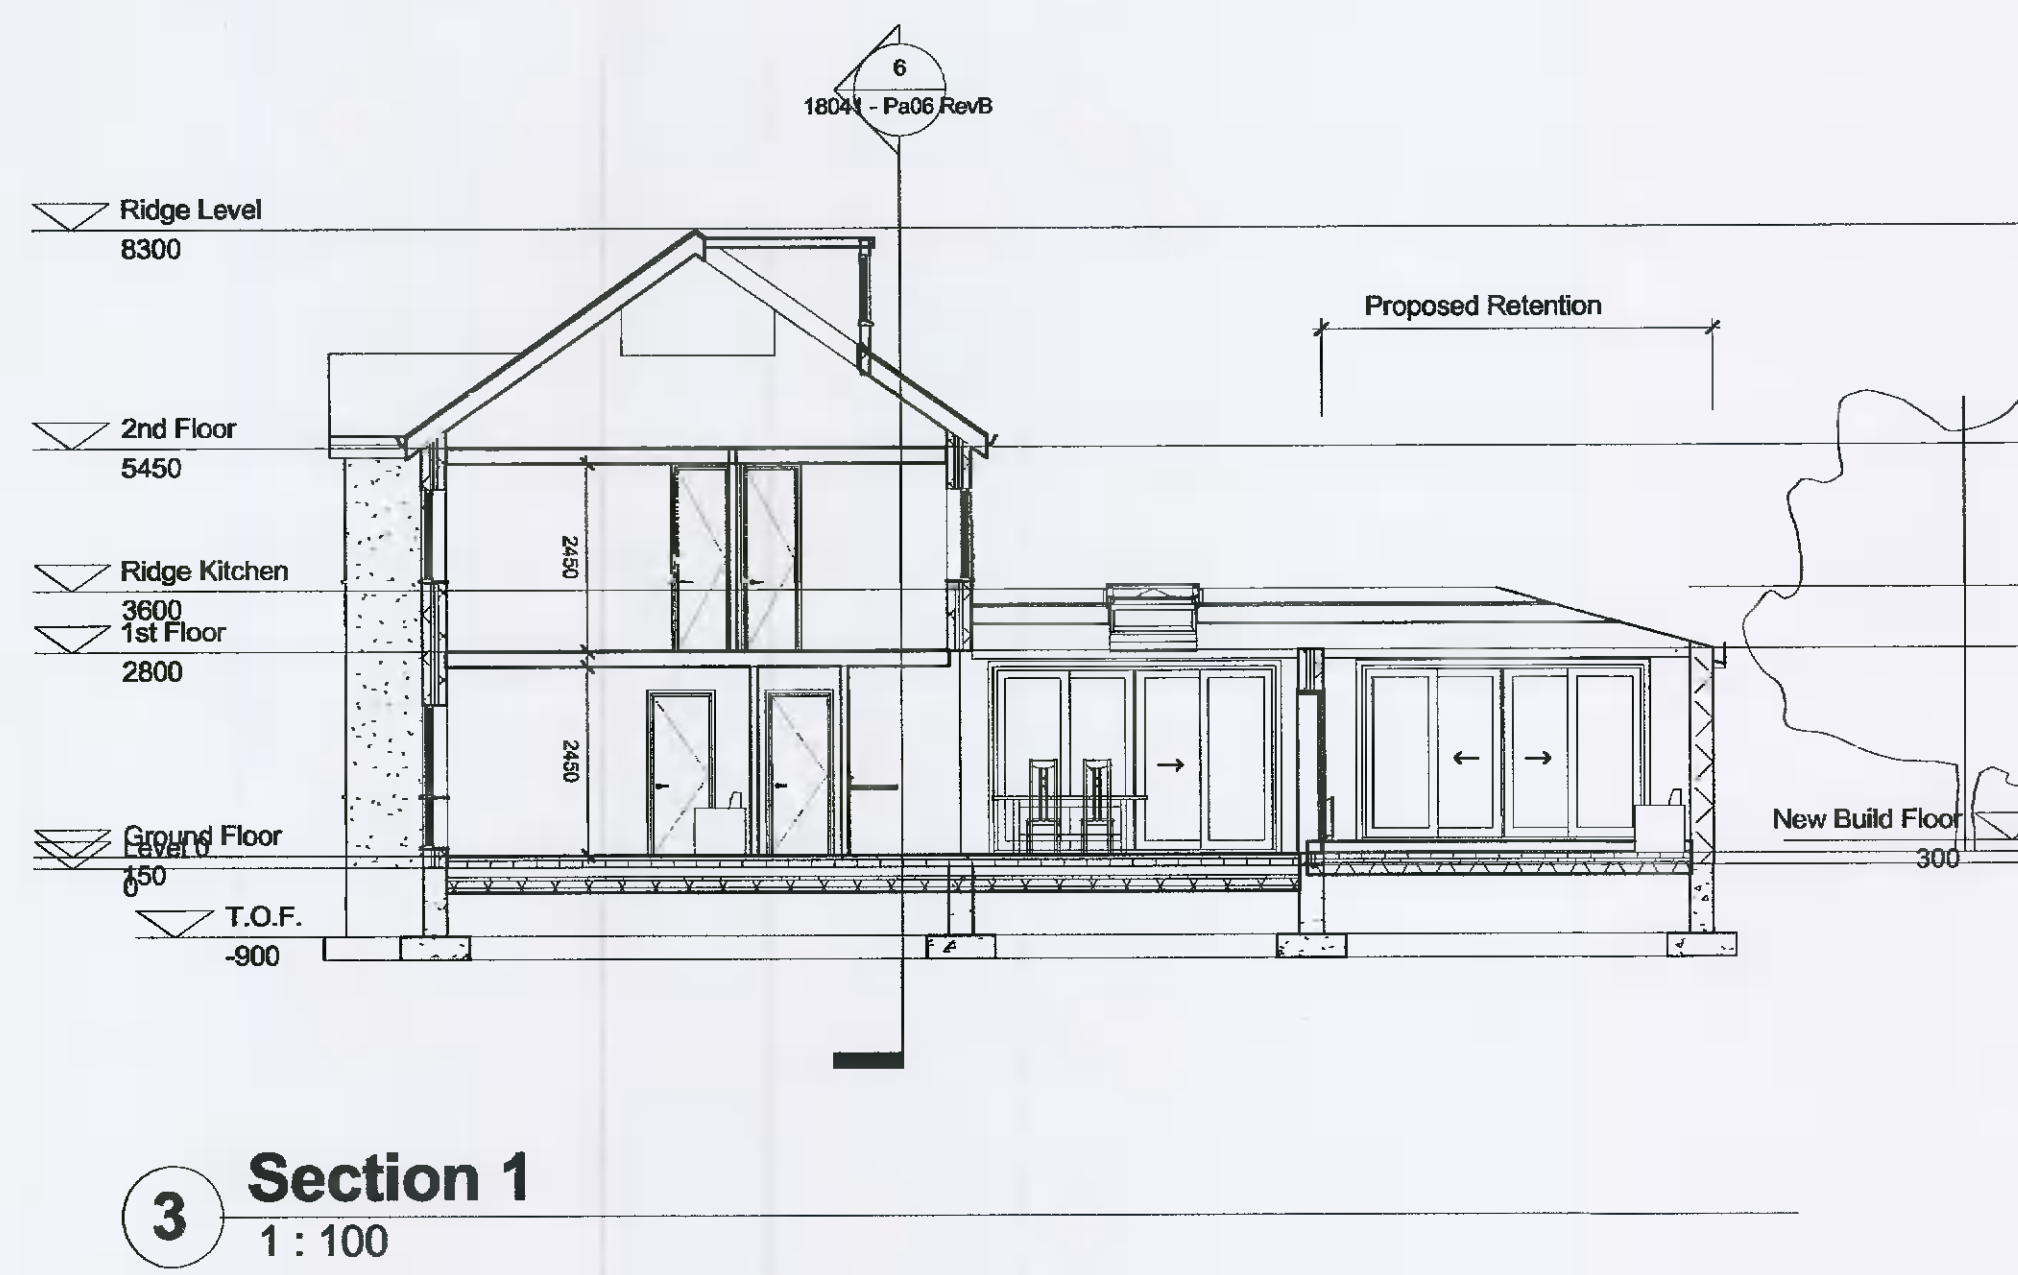 6
18041 - Pa06 RevB
Ridge Level
8300
Proposed Retention
2nd Floor
5450
2450
Ridge Kitchen
3600
1st Floor
2800
2450
Ground Floor
Level 0
150
0
New Build Floor
300
T.O.F.
-900
3
Section 1
1 : 100